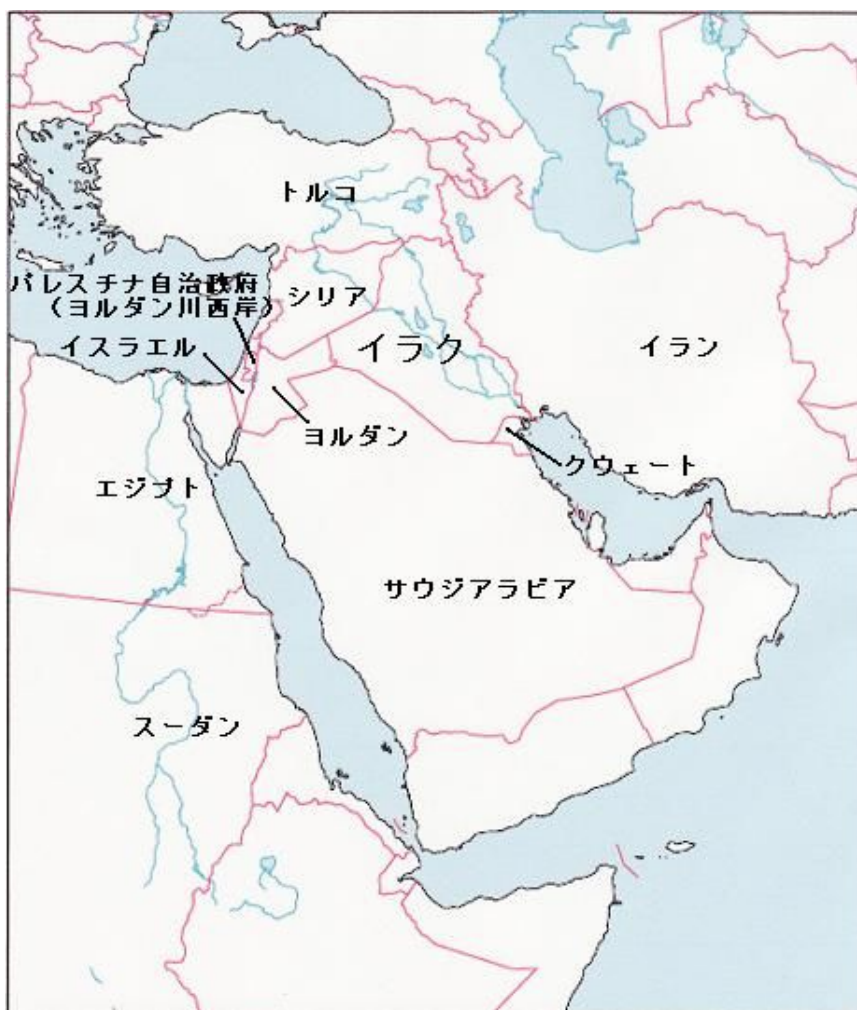 トルコ
パレスチナ自治政府
（ヨルダン川西岸）
シリア
イスラエル
イラク
イラン
ヨルダン
クウェート
エジプト
サウジアラビア
スーダン